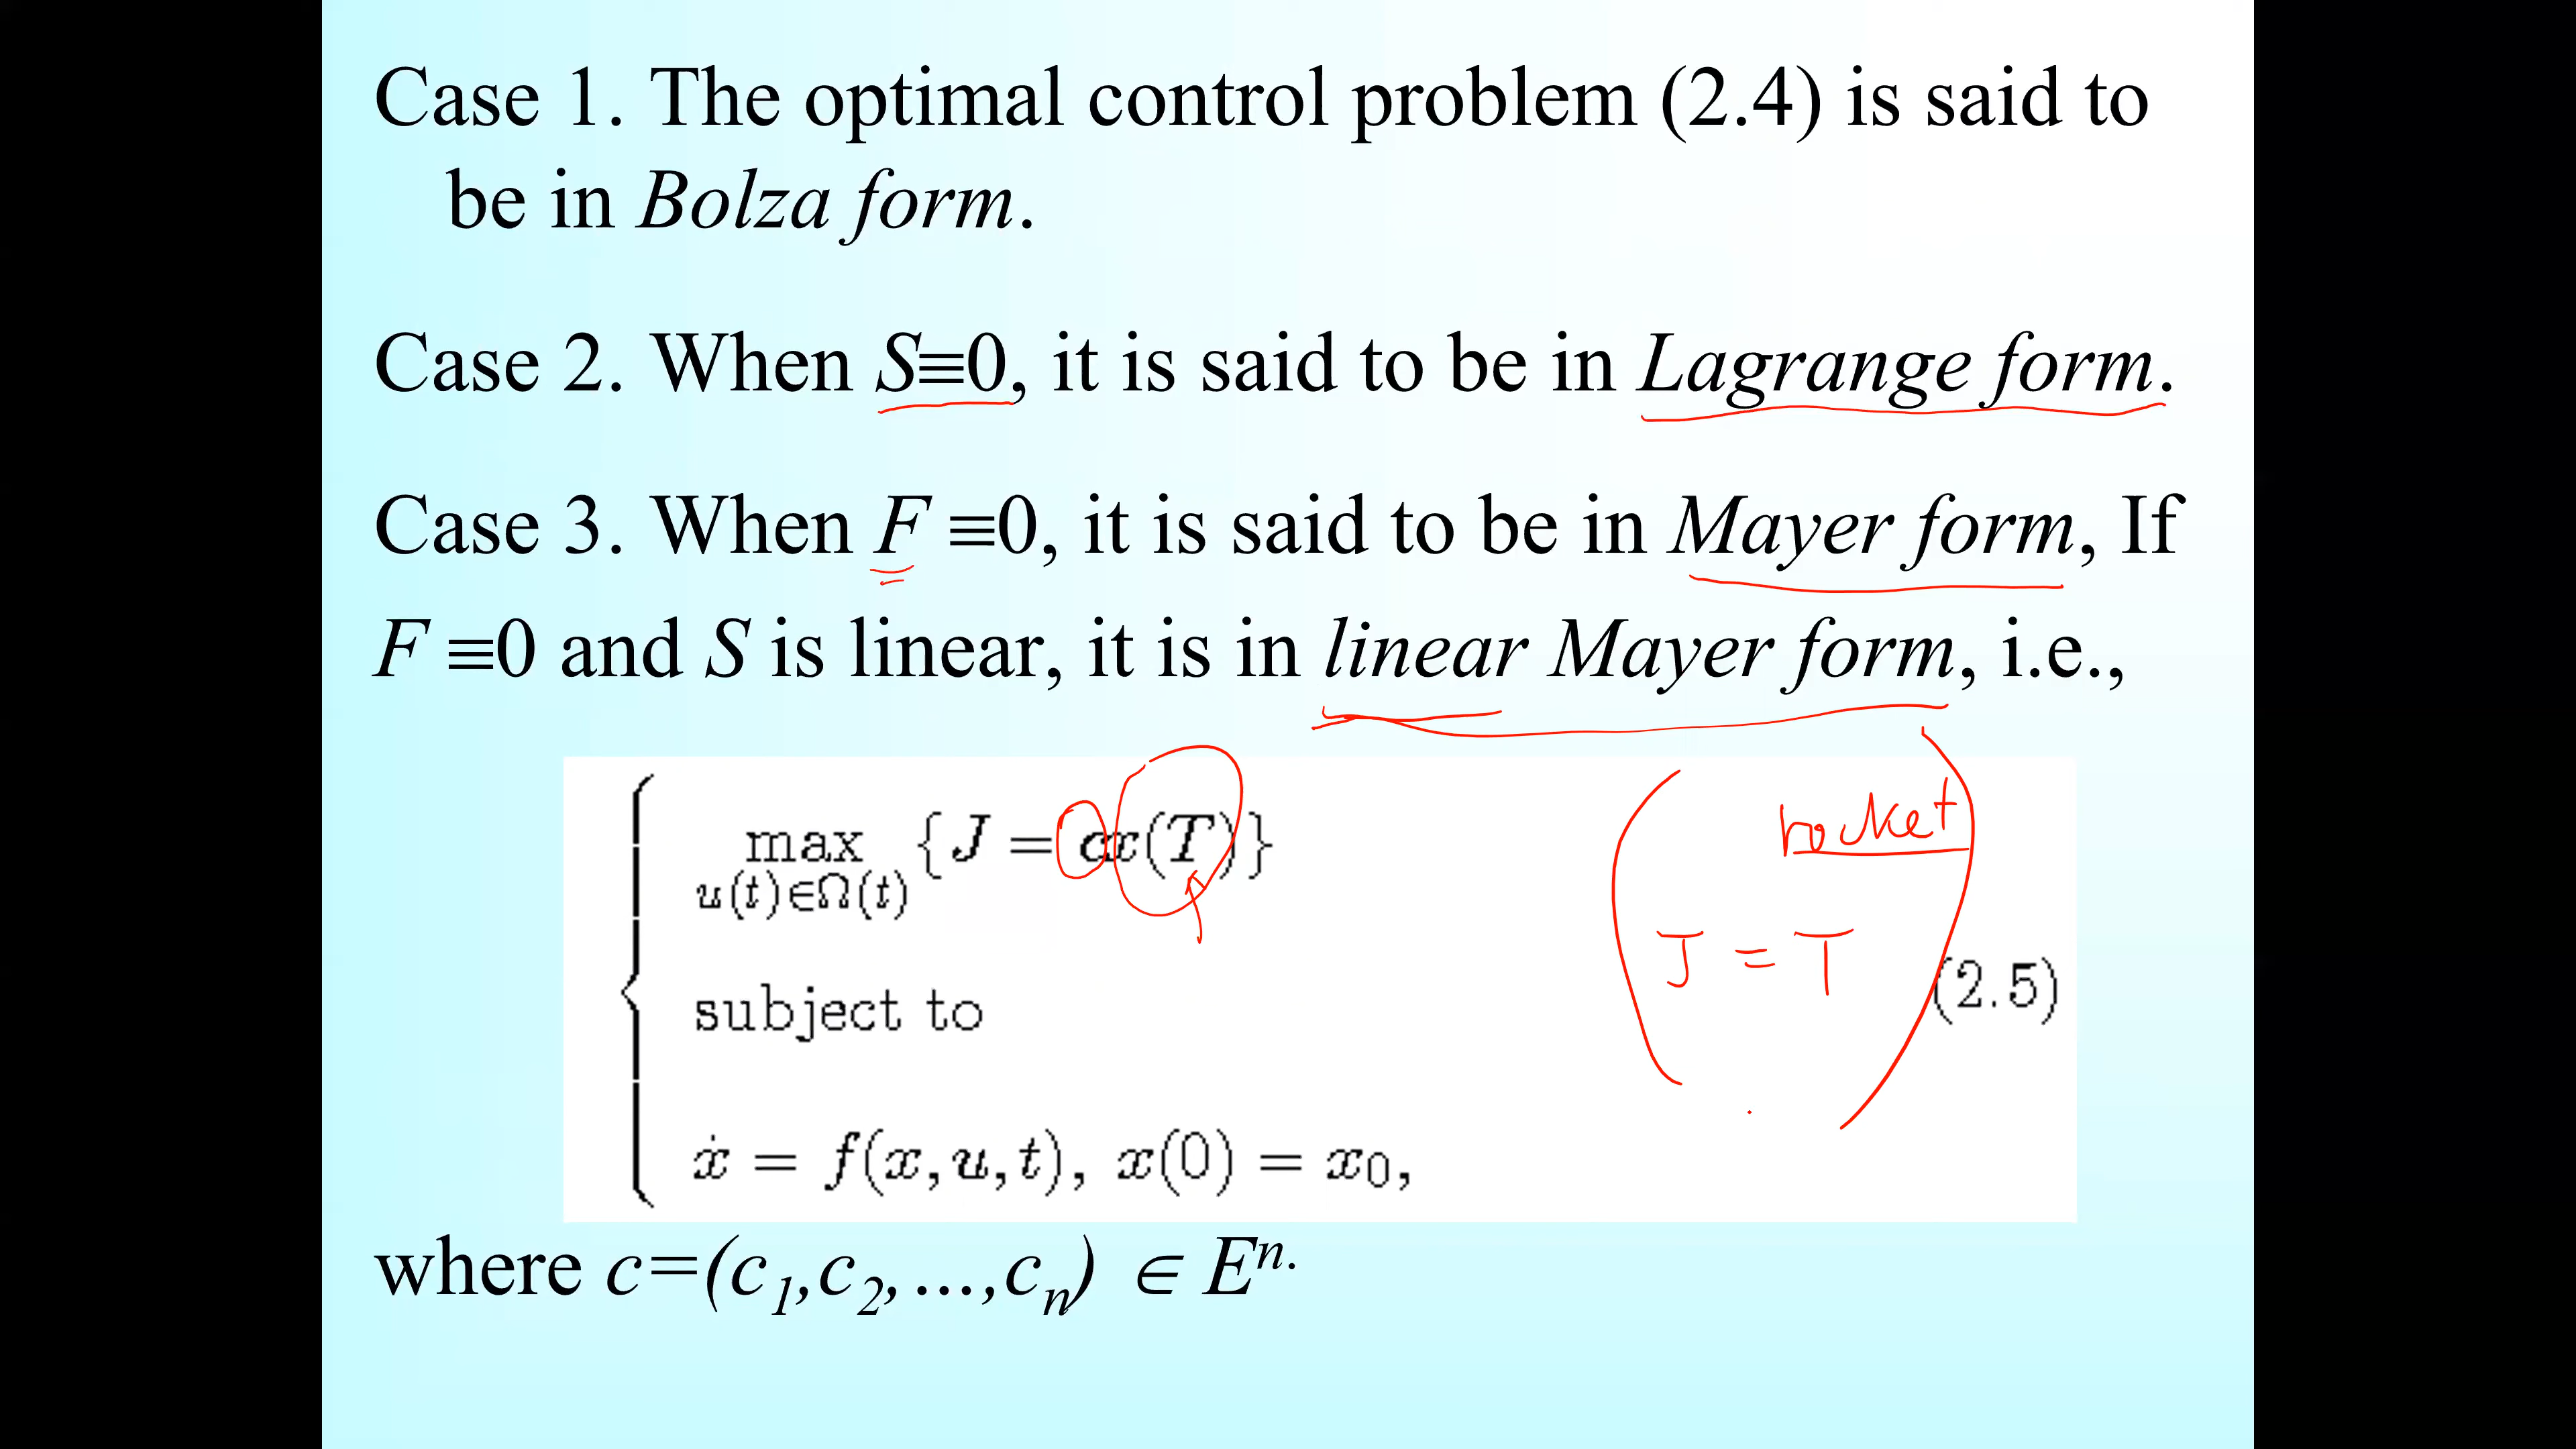 Case 1. The optimal control problem (2.4) is said to
be in Bolza form.
Case 2. When S≡0, it is said to be in Lagrange form.
Case 3. When F ≡0, it is said to be in Mayer form, If
F ≡0 and S is linear, it is in linear Mayer form, i.e.,
max {J = cx(T)}
u(t)∈Ω(t)
rocket
J = T
subject to
(2.5)
ẋ = f(x, u, t), x(0) = x₀,
where c=(c₁,c₂,…,cₙ) ∈ Eⁿ.